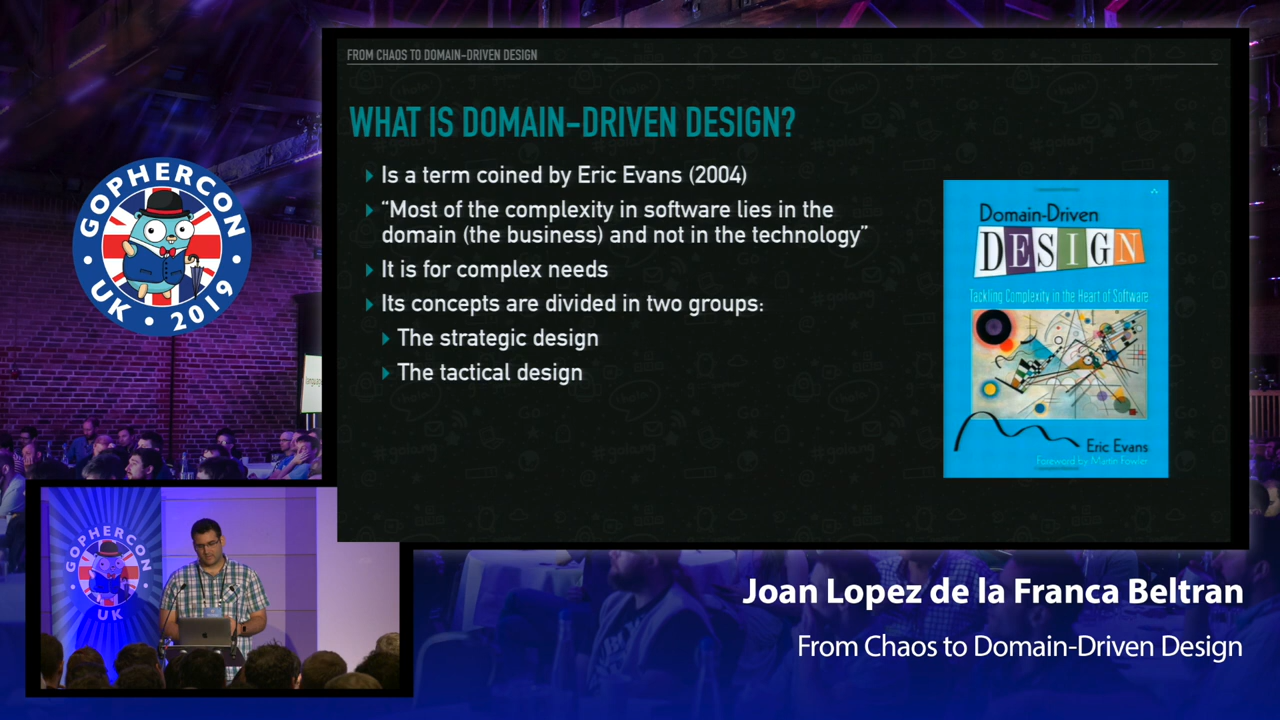 FROM CHAOS TO DOMAIN-DRIVEN DESIGN
WHAT IS DOMAIN-DRIVEN DESIGN?
Is a term coined by Eric Evans (2004)
“Most of the complexity in software lies in the
domain (the business) and not in the technology”
It is for complex needs
Its concepts are divided in two groups:
The strategic design
The tactical design
Domain-Driven
DESIGN
Tackling Complexity in the Heart of Software
Eric Evans
Foreword by Martin Fowler
GOPHERCON
UK • 2019
GOPHERCON
UK
Joan Lopez de la Franca Beltran
From Chaos to Domain-Driven Design